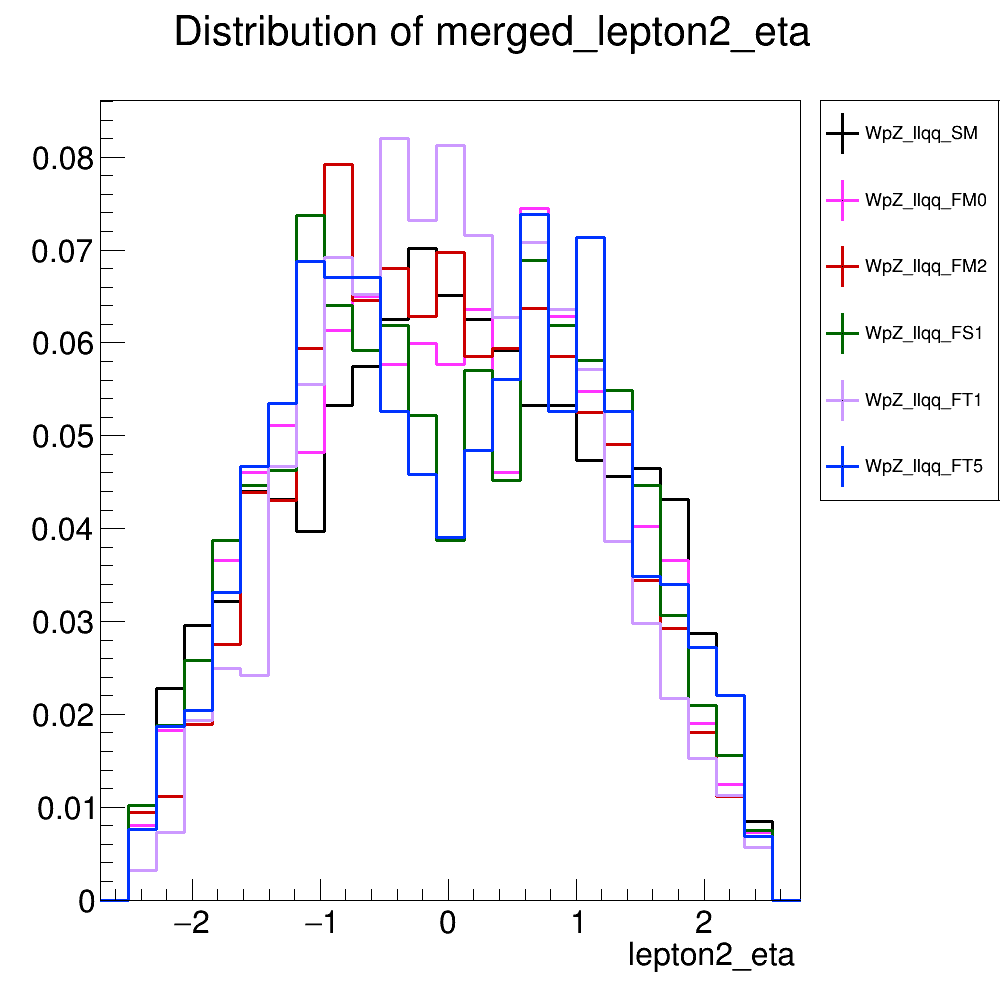 Distribution of merged_lepton2_eta
0.08
0.07
0.06
0.05
0.04
0.03
0.02
0.01
0
−2
−1
0
1
2
lepton2_eta
WpZ_llqq_SM
WpZ_llqq_FM0
WpZ_llqq_FM2
WpZ_llqq_FS1
WpZ_llqq_FT1
WpZ_llqq_FT5